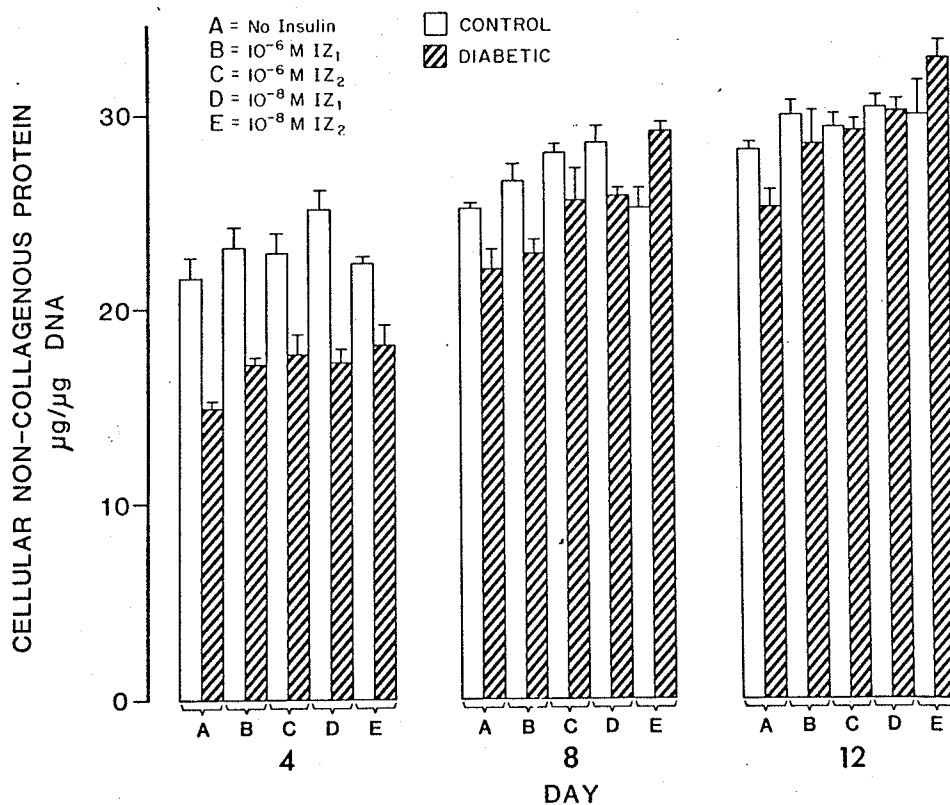 A = No Insulin
B = 10⁻⁶ M IZ₁
C = 10⁻⁶ M IZ₂
D = 10⁻⁸ M IZ₁
E = 10⁻⁸ M IZ₂
CONTROL
DIABETIC
CELLULAR NON-COLLAGENOUS PROTEIN
µg/µg DNA
30
20
10
0
A B C D E
A B C D E
A B C D E
4
8
12
DAY